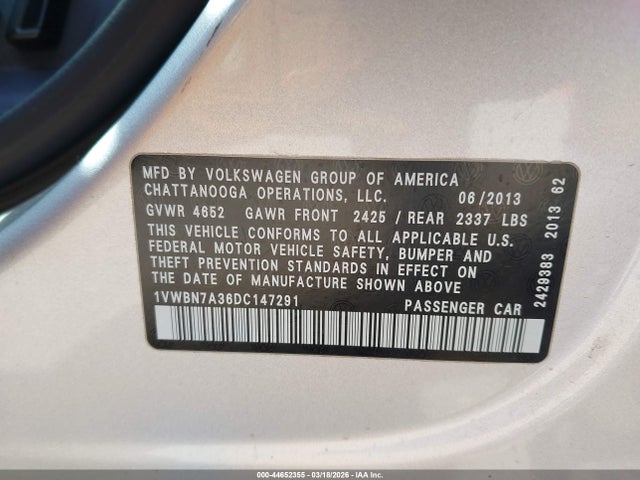 MFD BY VOLKSWAGEN GROUP OF AMERICA
CHATTANOOGA OPERATIONS, LLC. 06/2013
GVWR 4652 GAWR FRONT 2425 / REAR 2337 LBS
THIS VEHICLE CONFORMS TO ALL APPLICABLE U.S.
FEDERAL MOTOR VEHICLE SAFETY, BUMPER AND
THEFT PREVENTION STANDARDS IN EFFECT ON
THE DATE OF MANUFACTURE SHOWN ABOVE
1VWBN7A36DC147291 PASSENGER CAR
2429383 2013 62
000-44652355 - 03/18/2026 - IAA Inc.